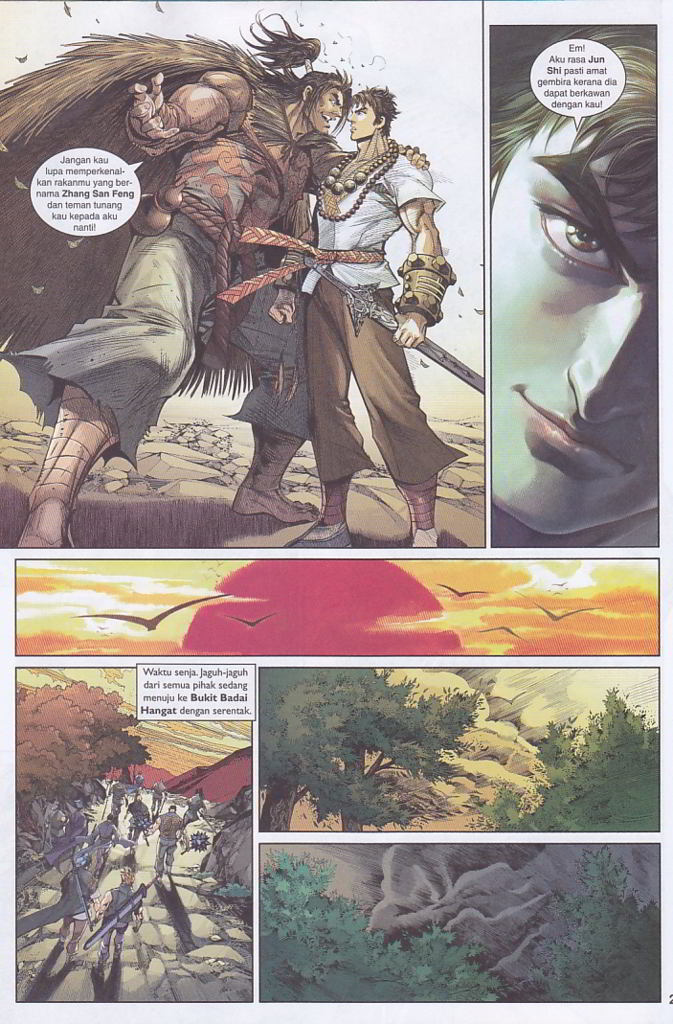 Jangan kau
lupa memperkenal-
kan rakanmu yang ber-
nama Zhang San Feng
dan teman tunang
kau kepada aku
nanti!
Em!
Aku rasa Jun
Shi pasti amat
gembira kerana dia
dapat berkawan
dengan kau!
Waktu senja. Jaguh-jaguh
dari semua pihak sedang
menuju ke Bukit Badai
Hangat dengan serentak.